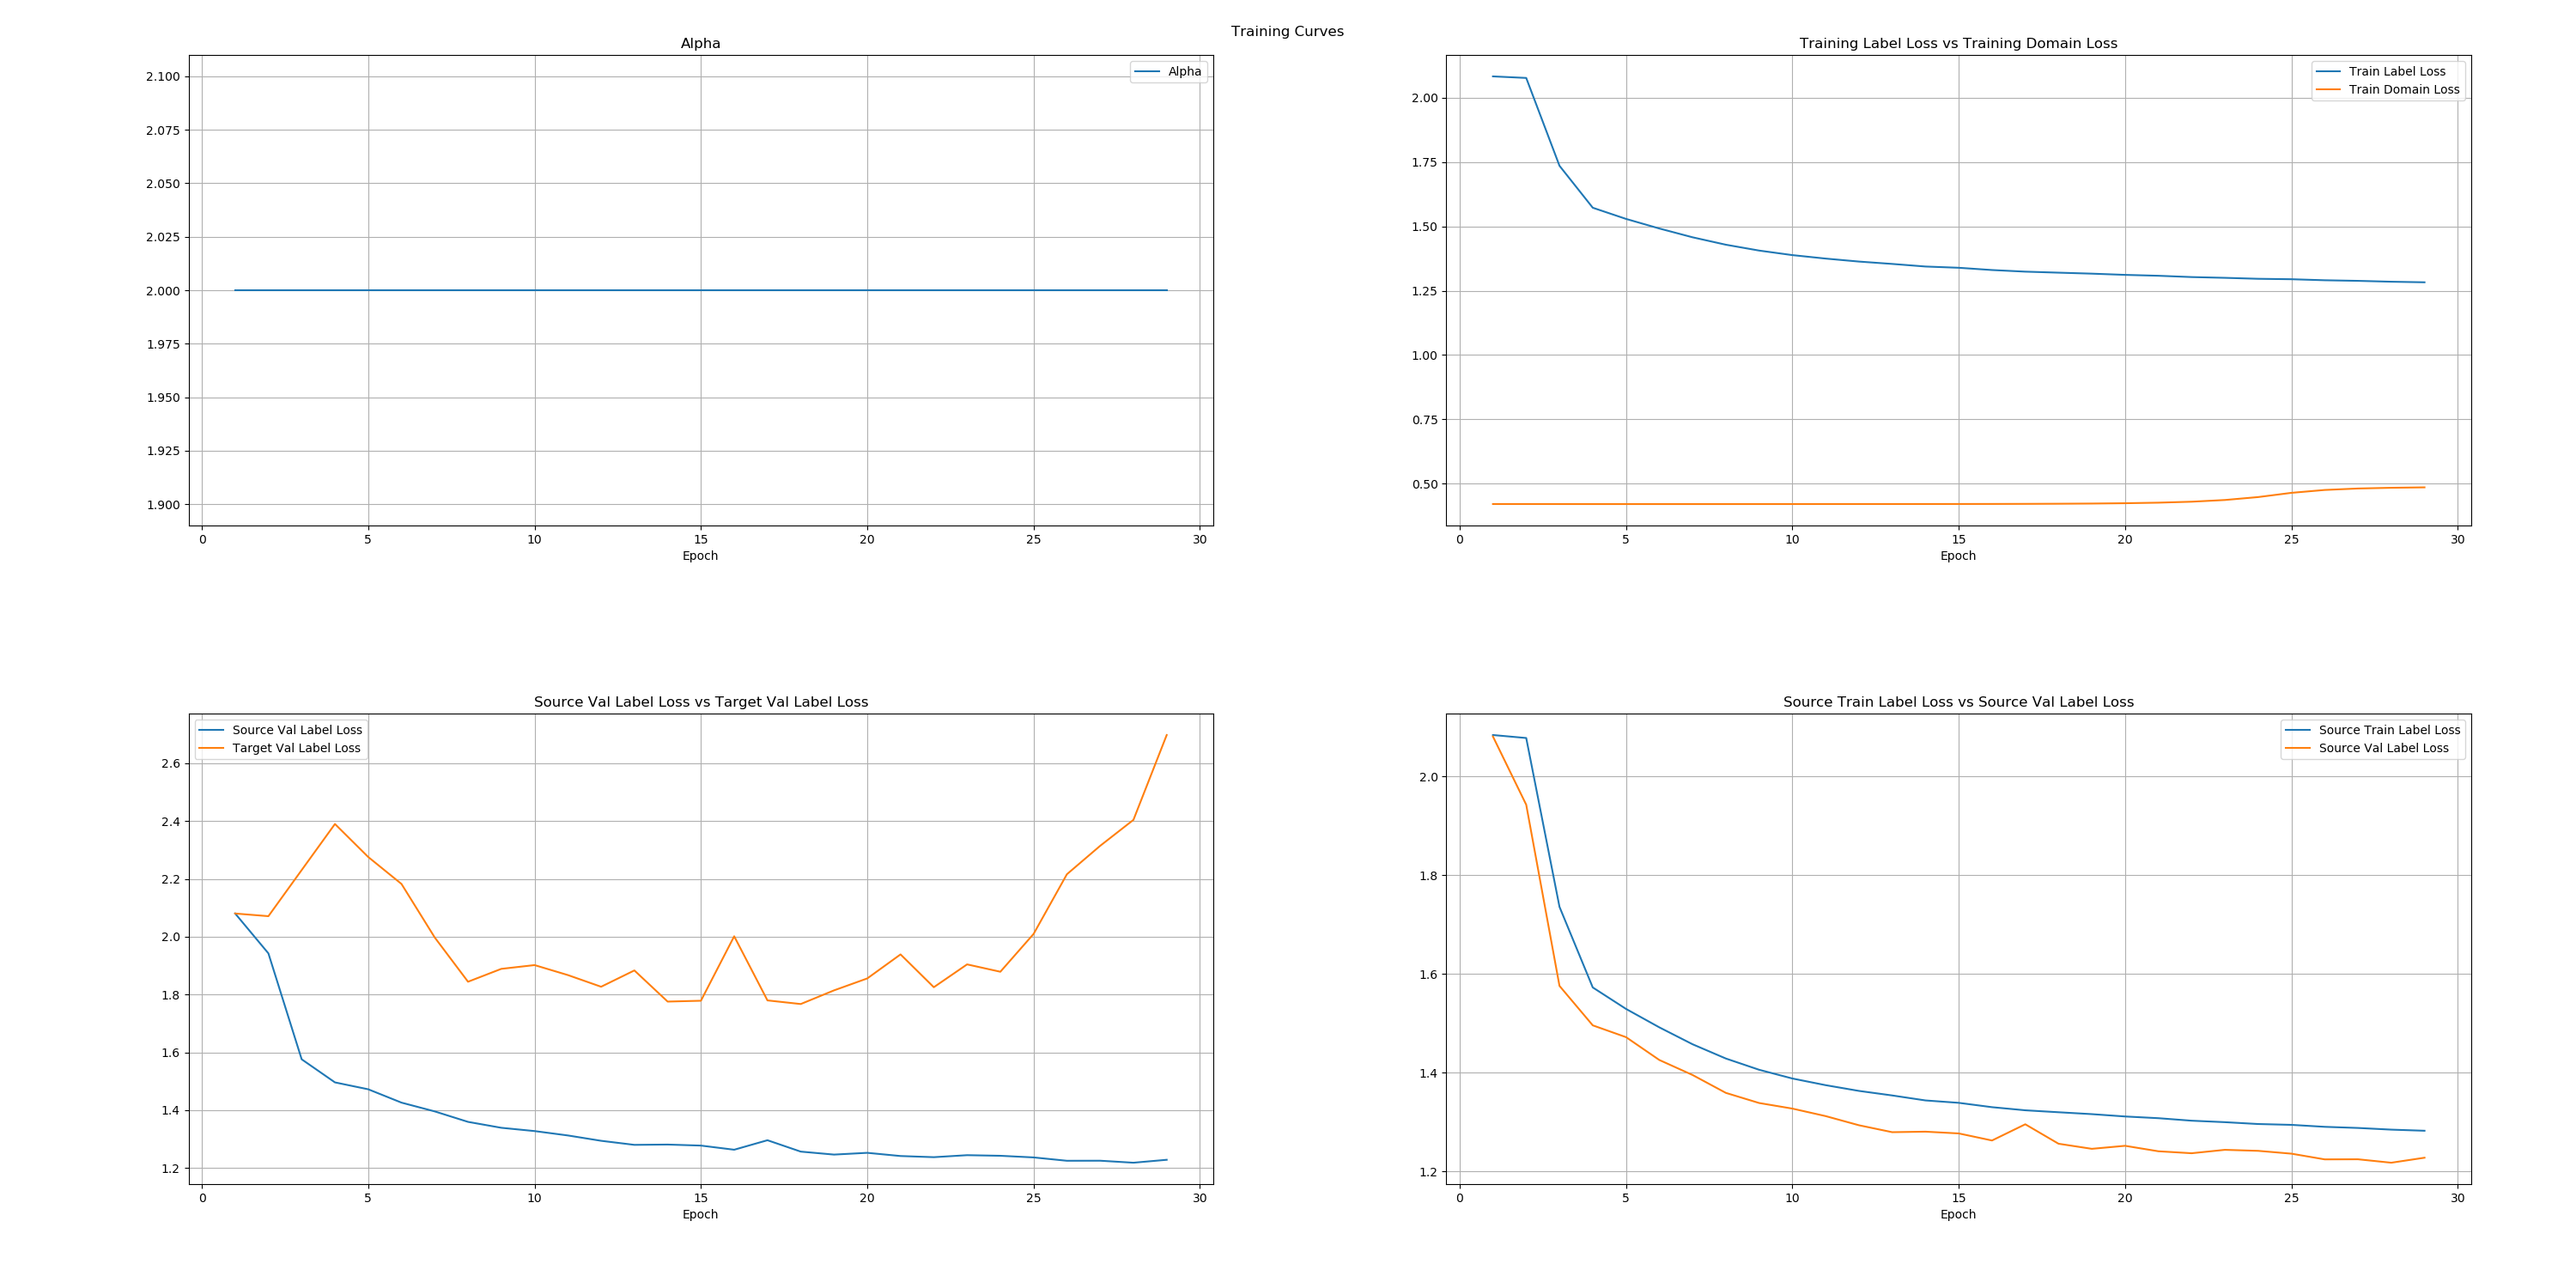 Training Curves
Alpha
Alpha
2.100
2.075
2.050
2.025
2.000
1.975
1.950
1.925
1.900
0 5 10 15 20 25 30
Epoch
Training Label Loss vs Training Domain Loss
Train Label Loss
Train Domain Loss
2.00
1.75
1.50
1.25
1.00
0.75
0.50
0 5 10 15 20 25 30
Epoch
Source Val Label Loss vs Target Val Label Loss
Source Val Label Loss
Target Val Label Loss
2.6
2.4
2.2
2.0
1.8
1.6
1.4
1.2
0 5 10 15 20 25 30
Epoch
Source Train Label Loss vs Source Val Label Loss
Source Train Label Loss
Source Val Label Loss
2.0
1.8
1.6
1.4
1.2
0 5 10 15 20 25 30
Epoch